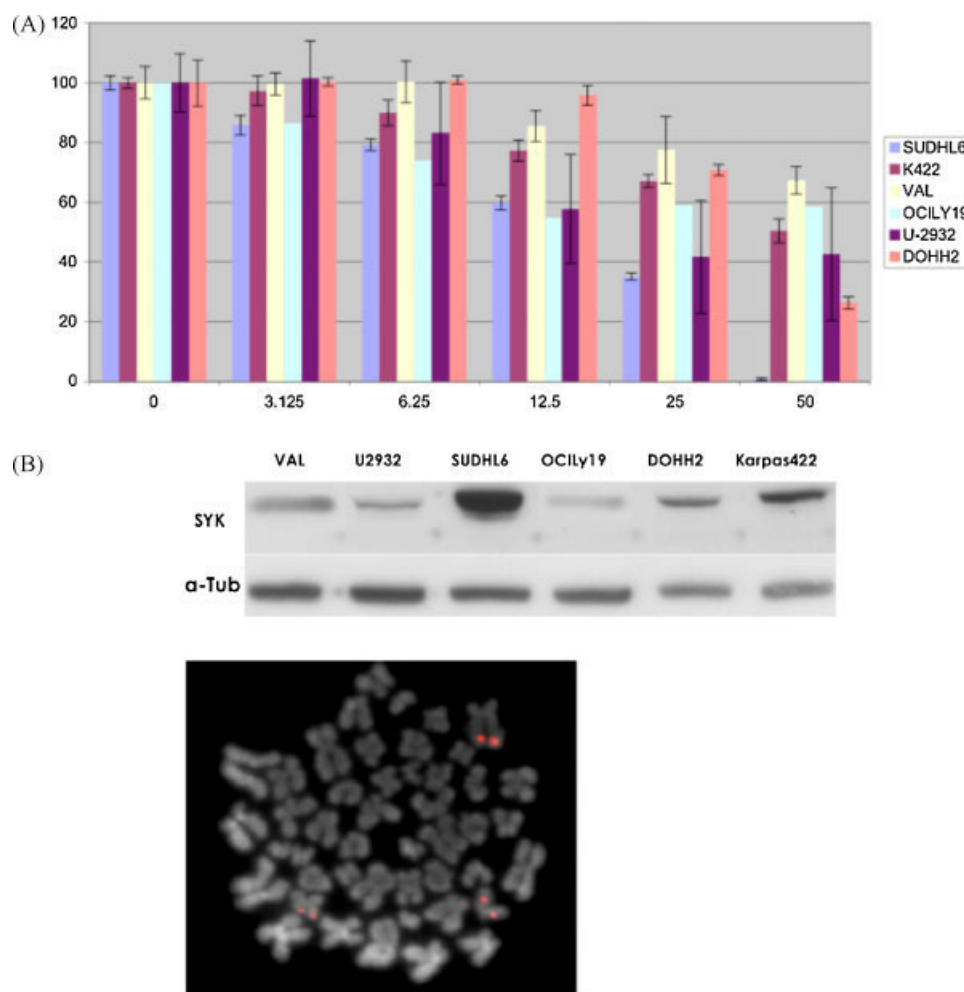 (A)
120
100
80
60
40
20
0
0 3.125 6.25 12.5 25 50
SUDHL6
K422
VAL
OCILY19
U-2932
DOHH2
(B)
VAL U2932 SUDHL6 OCILy19 DOHH2 Karpas422
SYK
α-Tub